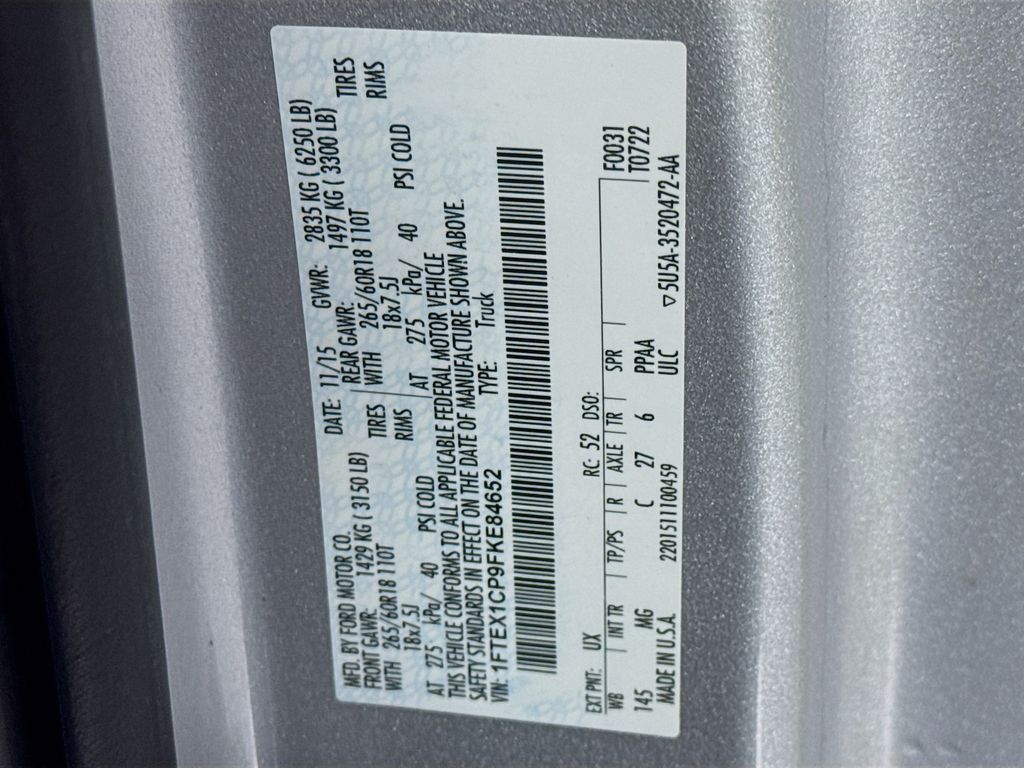 MFD. BY FORD MOTOR CO. DATE: 11/15 GVWR: 2835 KG ( 6250 LB)
FRONT GAWR: 1429 KG ( 3150 LB) REAR GAWR: 1497 KG ( 3300 LB)
WITH 265/60R18 110T TIRES WITH 265/60R18 110T TIRES
18x7.5J RIMS 18x7.5J RIMS
AT 275 kPa/ 40 PSI COLD AT 275 kPa/ 40 PSI COLD
THIS VEHICLE CONFORMS TO ALL APPLICABLE FEDERAL MOTOR VEHICLE
SAFETY STANDARDS IN EFFECT ON THE DATE OF MANUFACTURE SHOWN ABOVE.
VIN: 1FTEX1CP9FKE84652 TYPE: Truck
EXT PNT: UX RC: 52 DSO:
WB | INT TR | TP/PS | R | AXLE | TR | SPR | F0031
145 MG C 27 6 PPAA T0722
MADE IN U.S.A. 220151100459 ULC ▽5U5A-3520472-AA